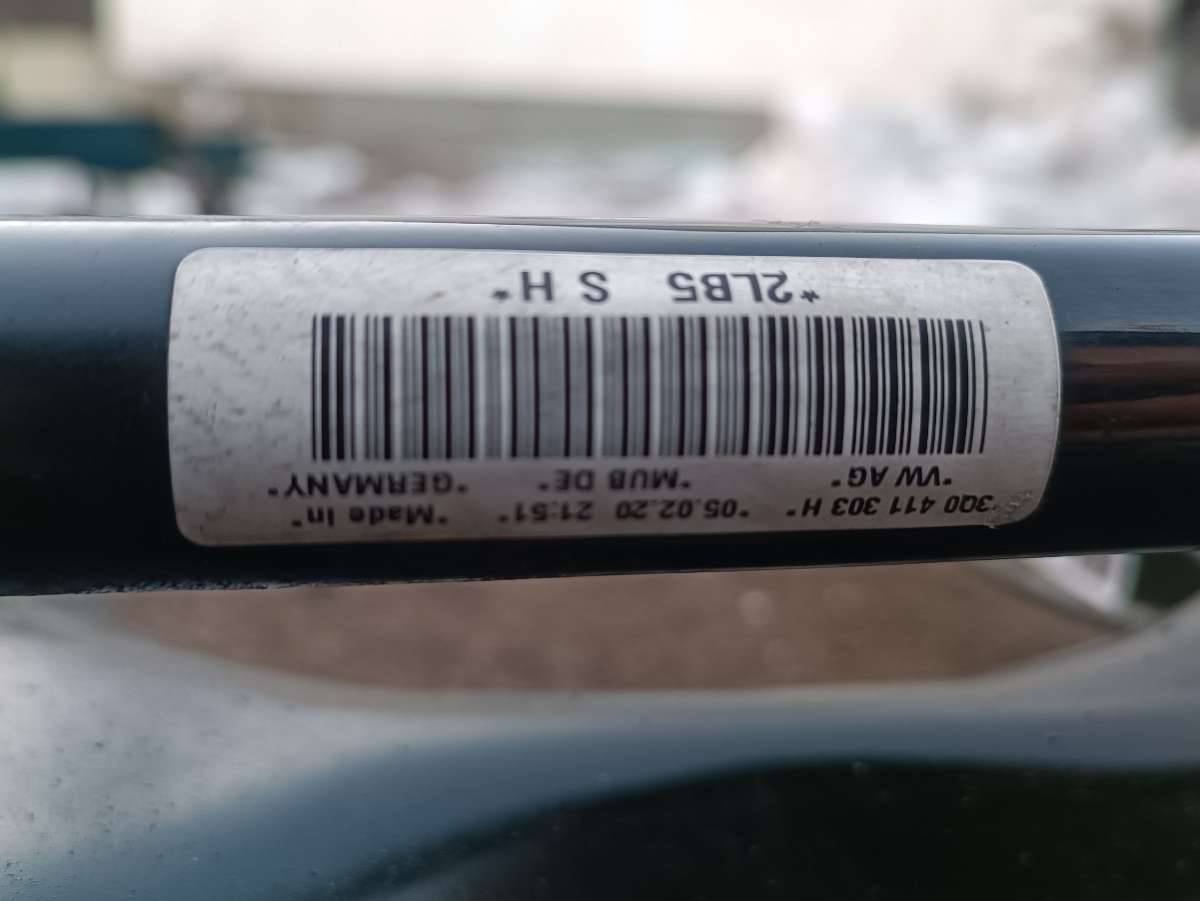 3Q0 411 303 H* *05.02.20 21:51* *Made in*
*VW AG* *MUB DE* *GERMANY*
*2LB5 S H*